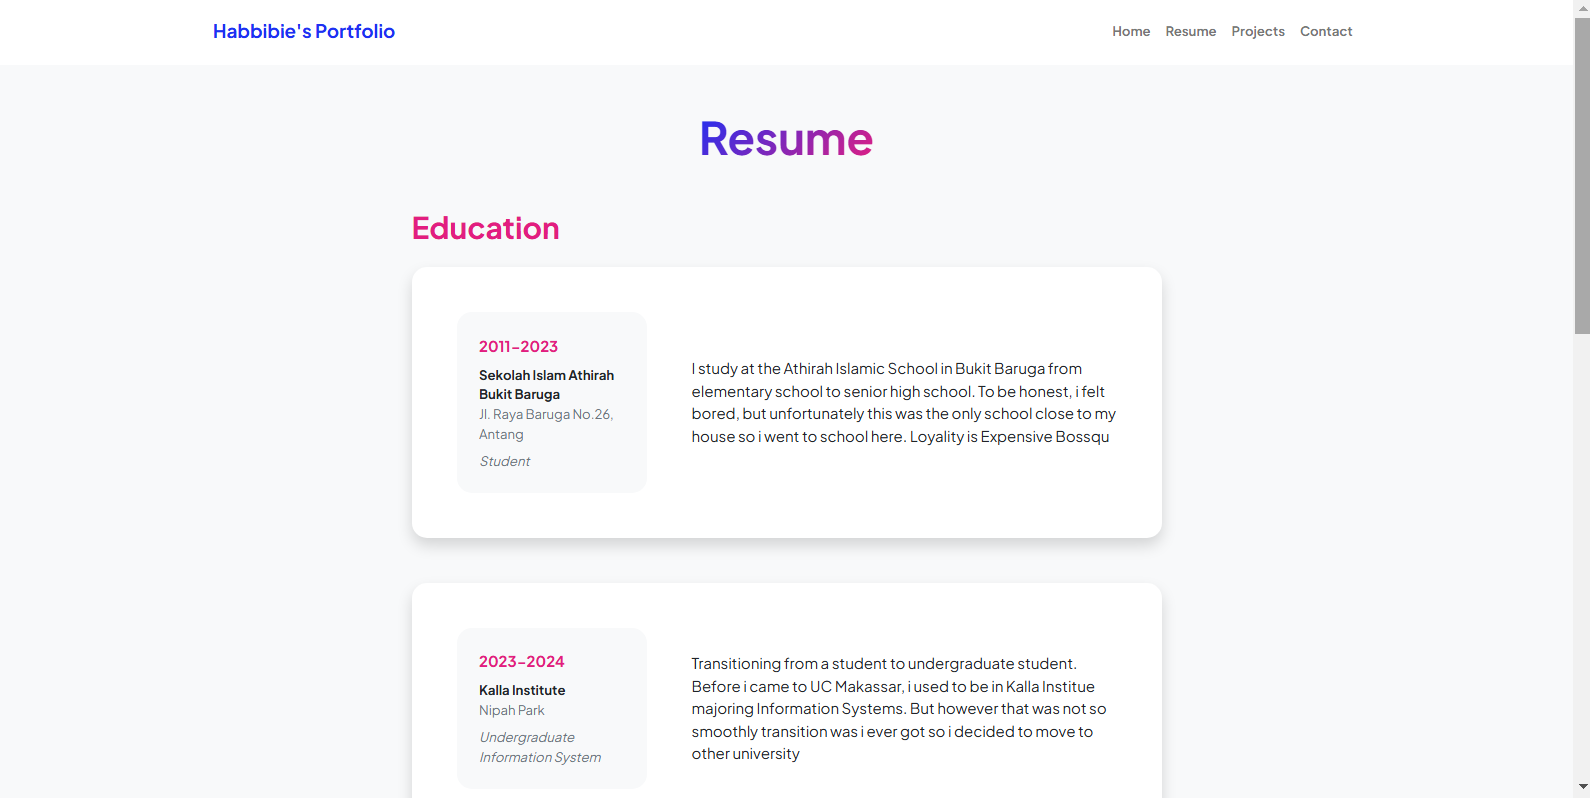 Habbibie's Portfolio
Home Resume Projects Contact
Resume
Education
2011-2023
Sekolah Islam Athirah
Bukit Baruga
Jl. Raya Baruga No.26,
Antang
Student
I study at the Athirah Islamic School in Bukit Baruga from
elementary school to senior high school. To be honest, i felt
bored, but unfortunately this was the only school close to my
house so i went to school here. Loyality is Expensive Bossqu
2023-2024
Kalla Institute
Nipah Park
Undergraduate
Information System
Transitioning from a student to undergraduate student.
Before i came to UC Makassar, i used to be in Kalla Institue
majoring Information Systems. But however that was not so
smoothly transition was i ever got so i decided to move to
other university